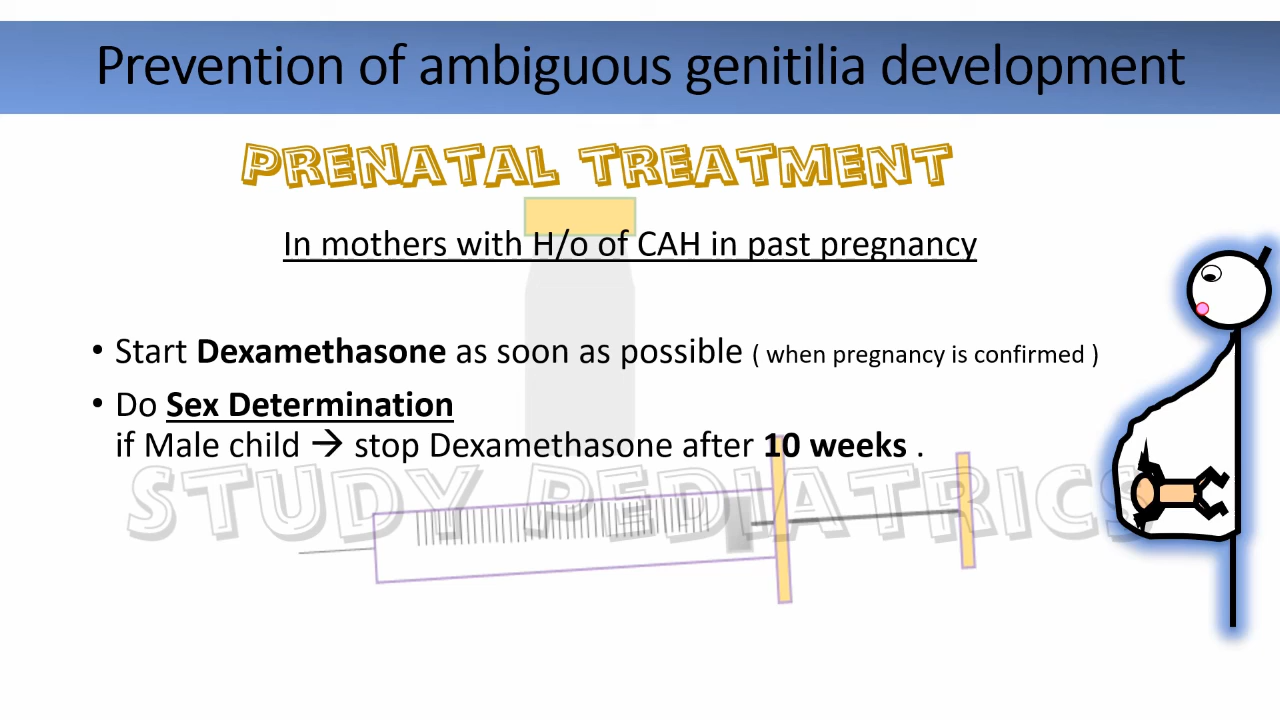 Prevention of ambiguous genitilia development
PRENATAL TREATMENT
In mothers with H/o of CAH in past pregnancy
• Start Dexamethasone as soon as possible ( when pregnancy is confirmed )
• Do Sex Determination
if Male child → stop Dexamethasone after 10 weeks .
STUDY PEDIATRICS